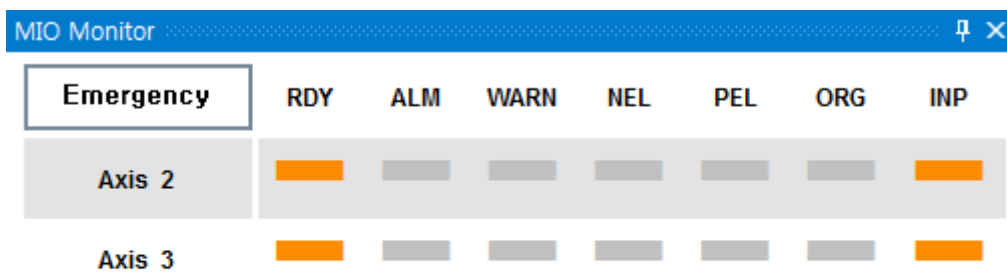 MIO Monitor
Emergency RDY ALM WARN NEL PEL ORG INP
Axis 2
Axis 3